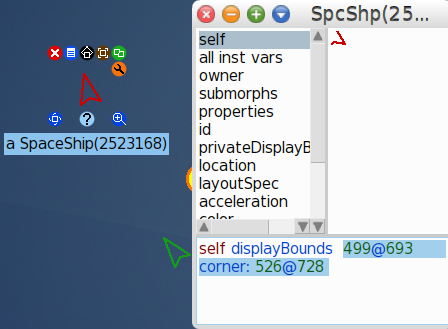 SpcShp(25...
self
all inst vars
owner
submorphs
properties
id
privateDisplayB
location
layoutSpec
acceleration
color
?
a SpaceShip(2523168)
self displayBounds 499@693
corner: 526@728